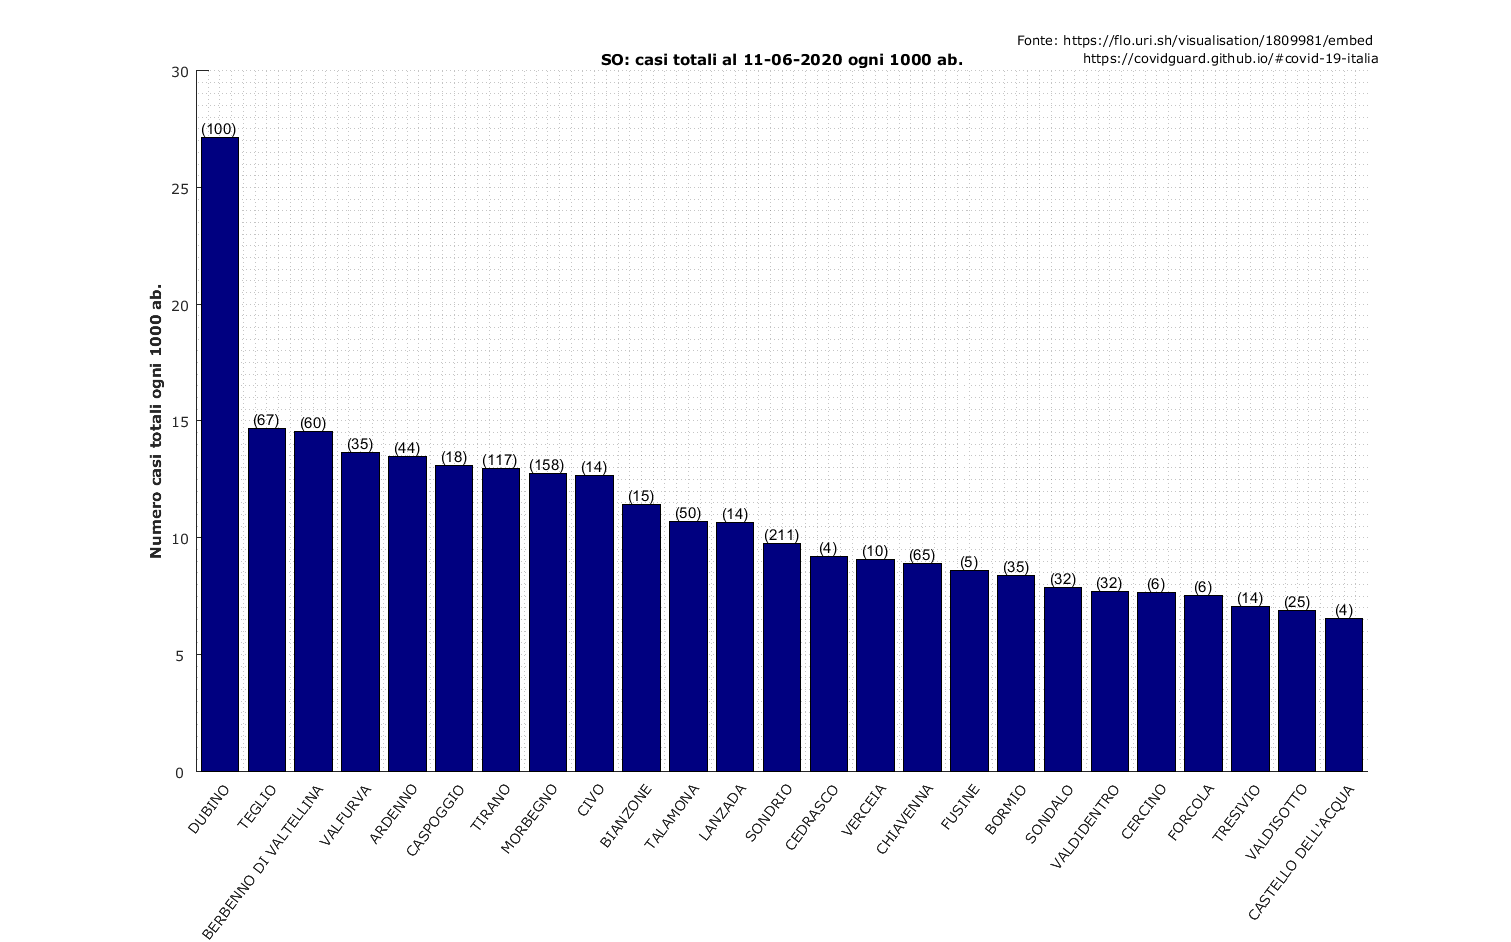 Fonte: https://flo.uri.sh/visualisation/1809981/embed
https://covidguard.github.io/#covid-19-italia
SO: casi totali al 11-06-2020 ogni 1000 ab.
Numero casi totali ogni 1000 ab.
30
25
20
15
10
5
0
(100)
(67)
(60)
(35)
(44)
(18)
(117)
(158)
(14)
(15)
(50)
(14)
(211)
(4)
(10)
(65)
(5)
(35)
(32)
(32)
(6)
(6)
(14)
(25)
(4)
DUBINO
TEGLIO
BERBENNO DI VALTELLINA
VALFURVA
ARDENNO
CASPOGGIO
TIRANO
MORBEGNO
CIVO
BIANZONE
TALAMONA
LANZADA
SONDRIO
CEDRASCO
VERCEIA
CHIAVENNA
FUSINE
BORMIO
SONDALO
VALDIDENTRO
CERCINO
FORCOLA
TRESIVIO
VALDISOTTO
CASTELLO DELL'ACQUA